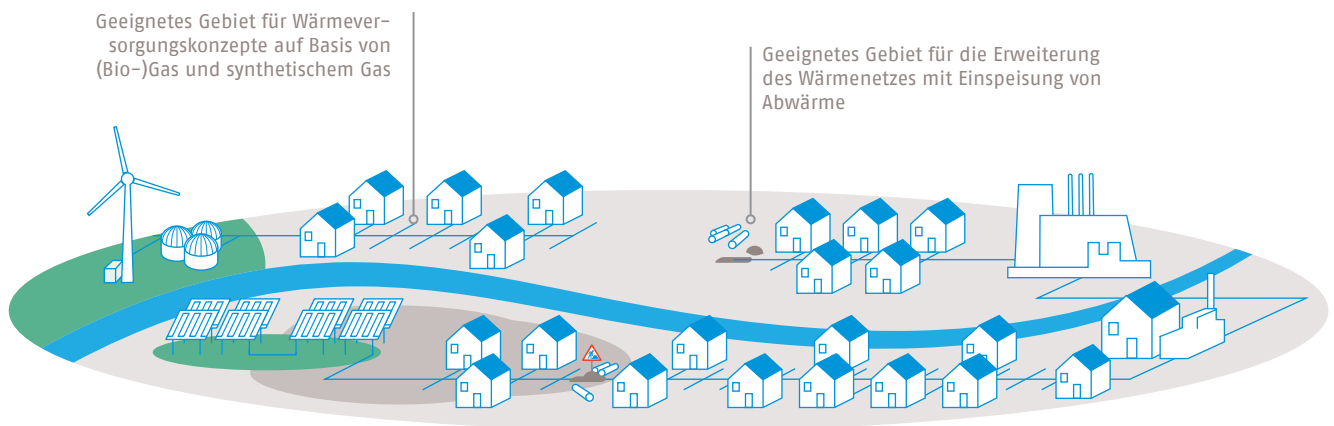 Geeignetes Gebiet für Wärmever-
sorgungskonzepte auf Basis von
(Bio-)Gas und synthetischem Gas
Geeignetes Gebiet für die Erweiterung
des Wärmenetzes mit Einspeisung von
Abwärme